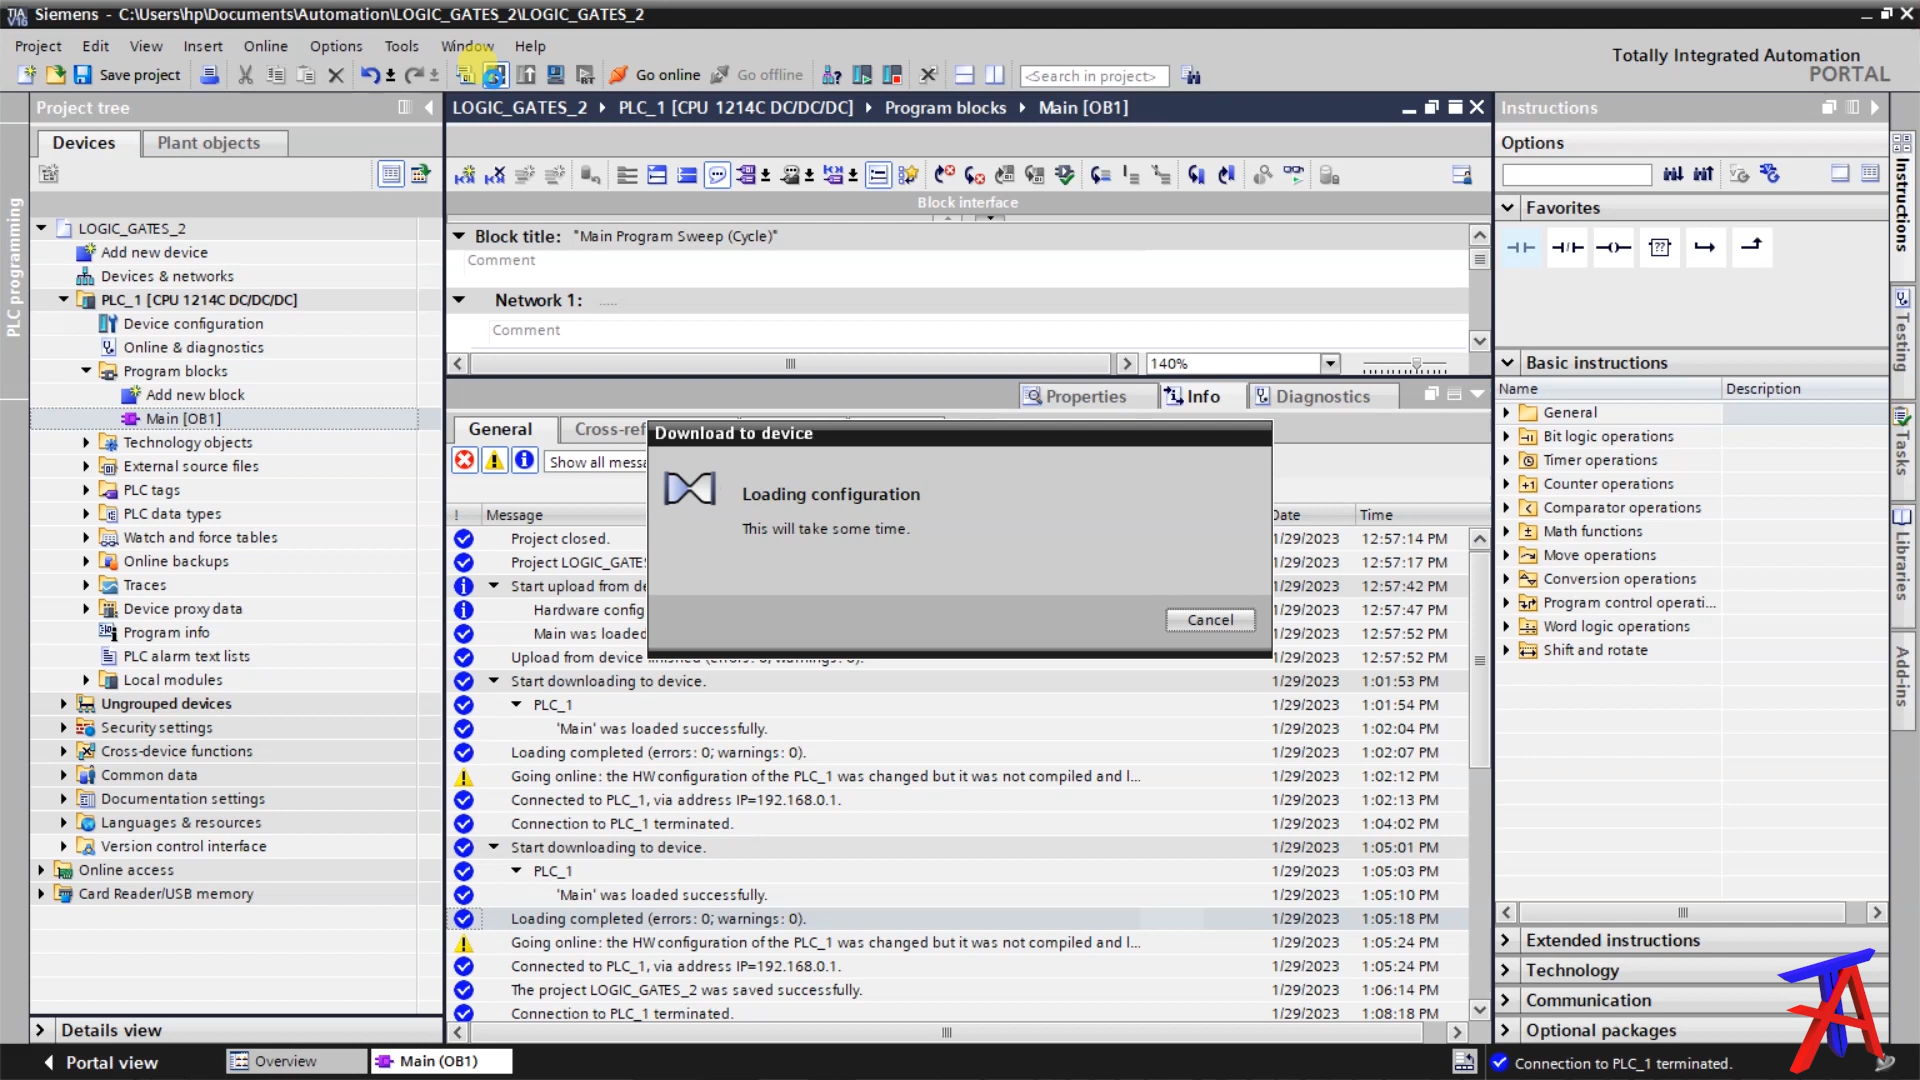 TIA V16 Siemens - C:\Users\hp\Documents\Automation\LOGIC_GATES_2\LOGIC_GATES_2
Project Edit View Insert Online Options Tools Window Help
Totally Integrated Automation
PORTAL
Save project
Go online
Go offline
<Search in project>
Project tree
LOGIC_GATES_2 PLC_1 [CPU 1214C DC/DC/DC] Program blocks Main [OB1]
Instructions
Devices
Plant objects
PLC programming
LOGIC_GATES_2
Add new device
Devices & networks
PLC_1 [CPU 1214C DC/DC/DC]
Device configuration
Online & diagnostics
Program blocks
Add new block
Main [OB1]
Technology objects
External source files
PLC tags
PLC data types
Watch and force tables
Online backups
Traces
Device proxy data
Program info
PLC alarm text lists
Local modules
Ungrouped devices
Security settings
Cross-device functions
Common data
Documentation settings
Languages & resources
Version control interface
Online access
Card Reader/USB memory
Details view
Block interface
Block title: "Main Program Sweep (Cycle)"
Comment
Network 1: .....
Comment
140%
Properties
Info
Diagnostics
General
Cross-ref
Show all messa
Download to device
Loading configuration
This will take some time.
Cancel
! Message Date Time
Project closed. 1/29/2023 12:57:14 PM
Project LOGIC_GATE 1/29/2023 12:57:17 PM
Start upload from de 1/29/2023 12:57:42 PM
Hardware config 1/29/2023 12:57:47 PM
Main was loaded 1/29/2023 12:57:52 PM
Upload from device finished (errors: 0; warnings: 0). 1/29/2023 12:57:52 PM
Start downloading to device. 1/29/2023 1:01:53 PM
PLC_1 1/29/2023 1:01:54 PM
'Main' was loaded successfully. 1/29/2023 1:02:04 PM
Loading completed (errors: 0; warnings: 0). 1/29/2023 1:02:07 PM
Going online: the HW configuration of the PLC_1 was changed but it was not compiled and l... 1/29/2023 1:02:12 PM
Connected to PLC_1, via address IP=192.168.0.1. 1/29/2023 1:02:13 PM
Connection to PLC_1 terminated. 1/29/2023 1:04:02 PM
Start downloading to device. 1/29/2023 1:05:01 PM
PLC_1 1/29/2023 1:05:03 PM
'Main' was loaded successfully. 1/29/2023 1:05:10 PM
Loading completed (errors: 0; warnings: 0). 1/29/2023 1:05:18 PM
Going online: the HW configuration of the PLC_1 was changed but it was not compiled and l... 1/29/2023 1:05:24 PM
Connected to PLC_1, via address IP=192.168.0.1. 1/29/2023 1:05:24 PM
The project LOGIC_GATES_2 was saved successfully. 1/29/2023 1:06:14 PM
Connection to PLC_1 terminated. 1/29/2023 1:08:18 PM
Options
Favorites
??
Basic instructions
Name Description
General
Bit logic operations
Timer operations
Counter operations
Comparator operations
Math functions
Move operations
Conversion operations
Program control operati...
Word logic operations
Shift and rotate
Extended instructions
Technology
Communication
Optional packages
Instructions
Testing
Tasks
Libraries
Add-ins
Portal view
Overview
Main (OB1)
Connection to PLC_1 terminated.
TA